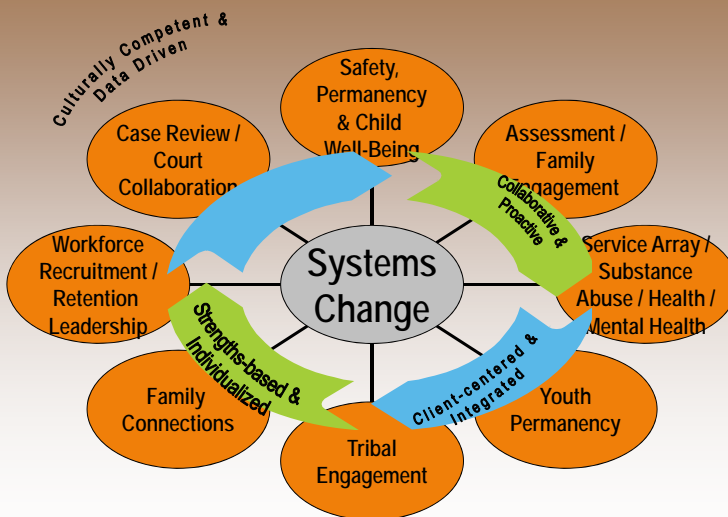 Culturally Competent &
Data Driven
Safety,
Permanency
& Child
Well-Being
Case Review /
Court
Collaboration
Assessment /
Family
Engagement
Collaborative &
Proactive
Workforce
Recruitment /
Retention
Leadership
Systems
Change
Service Array /
Substance
Abuse / Health /
Mental Health
Strengths-based &
Individualized
Client-centered &
Integrated
Family
Connections
Youth
Permanency
Tribal
Engagement